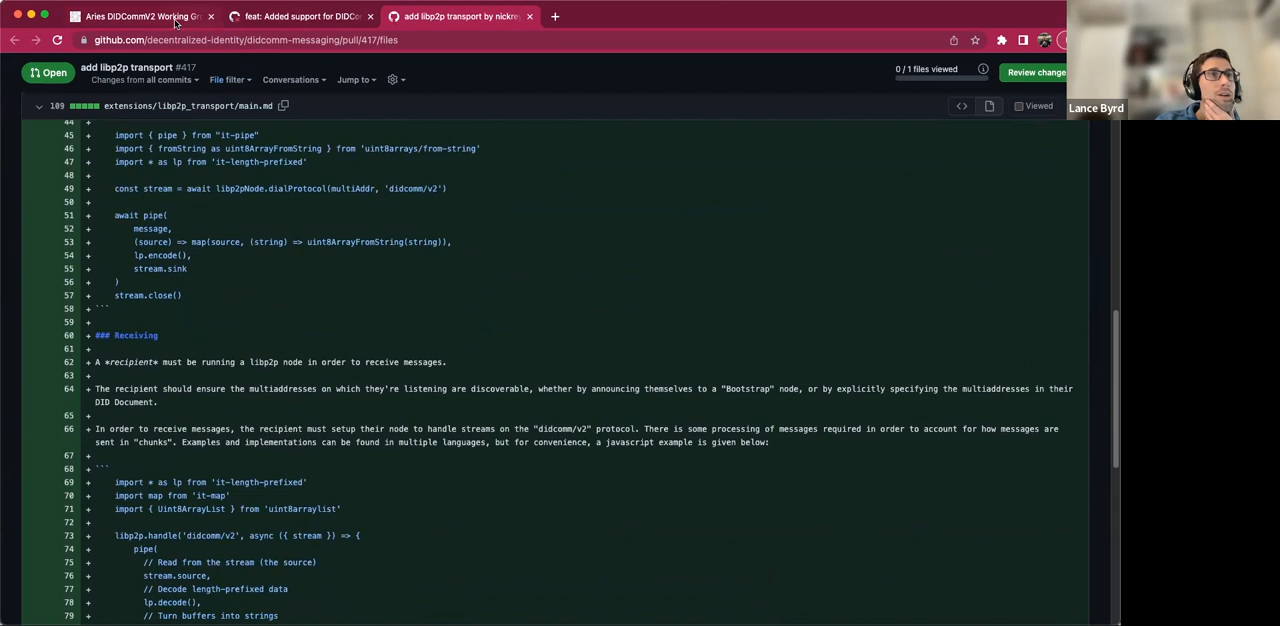 Aries DIDCommV2 Working Gr
feat: Added support for DIDCo
add libp2p transport by nickre
github.com/decentralized-identity/didcomm-messaging/pull/417/files
Open
add libp2p transport #417
Changes from all commits
File filter
Conversations
Jump to
0 / 1 files viewed
Review change
Lance Byrd
109 extensions/libp2p_transport/main.md
Viewed
44 +
45 + import { pipe } from "it-pipe"
46 + import { fromString as uint8ArrayFromString } from 'uint8arrays/from-string'
47 + import * as lp from 'it-length-prefixed'
48 +
49 + const stream = await libp2pNode.dialProtocol(multiAddr, 'didcomm/v2')
50 +
51 + await pipe(
52 + message,
53 + (source) => map(source, (string) => uint8ArrayFromString(string)),
54 + lp.encode(),
55 + stream.sink
56 + )
57 + stream.close()
58 + ```
59 +
60 + ### Receiving
61 +
62 + A *recipient* must be running a libp2p node in order to receive messages.
63 +
64 + The recipient should ensure the multiaddresses on which they're listening are discoverable, whether by announcing themselves to a "Bootstrap" node, or by explicitly specifying the multiaddresses in their
DID Document.
65 +
66 + In order to receive messages, the recipient must setup their node to handle streams on the "didcomm/v2" protocol. There is some processing of messages required in order to account for how messages are
sent in "chunks". Examples and implementations can be found in multiple languages, but for convenience, a javascript example is given below:
67 +
68 + ```
69 + import * as lp from 'it-length-prefixed'
70 + import map from 'it-map'
71 + import { Uint8ArrayList } from 'uint8arraylist'
72 +
73 + libp2p.handle('didcomm/v2', async ({ stream }) => {
74 + pipe(
75 + // Read from the stream (the source)
76 + stream.source,
77 + // Decode length-prefixed data
78 + lp.decode(),
79 + // Turn buffers into strings